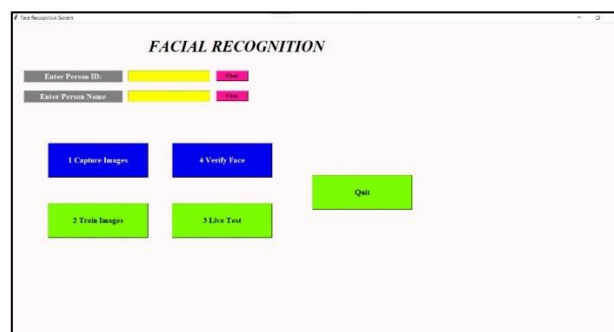 Face Recognition System
FACIAL RECOGNITION
Enter Person ID:
Clear
Enter Person Name
Clear
1 Capture Images
4 Verify Face
Quit
2 Train Images
3 Live Test